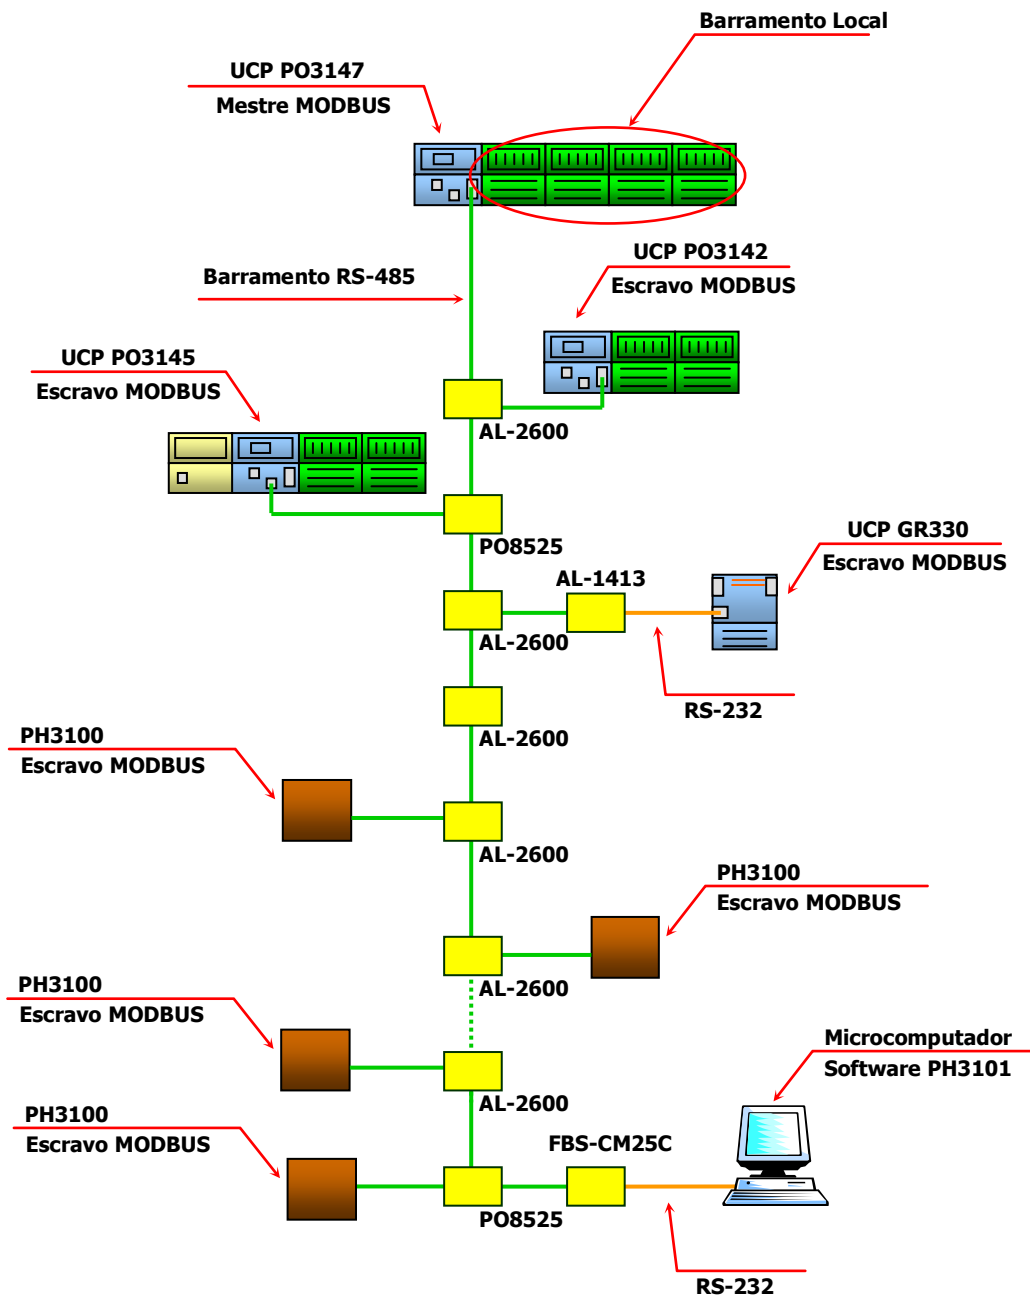 Barramento Local
UCP PO3147
Mestre MODBUS
UCP PO3142
Escravo MODBUS
Barramento RS-485
UCP PO3145
Escravo MODBUS
AL-2600
PO8525
UCP GR330
Escravo MODBUS
AL-1413
AL-2600
RS-232
AL-2600
PH3100
Escravo MODBUS
AL-2600
PH3100
Escravo MODBUS
AL-2600
PH3100
Escravo MODBUS
Microcomputador
Software PH3101
AL-2600
PH3100
Escravo MODBUS
FBS-CM25C
PO8525
RS-232